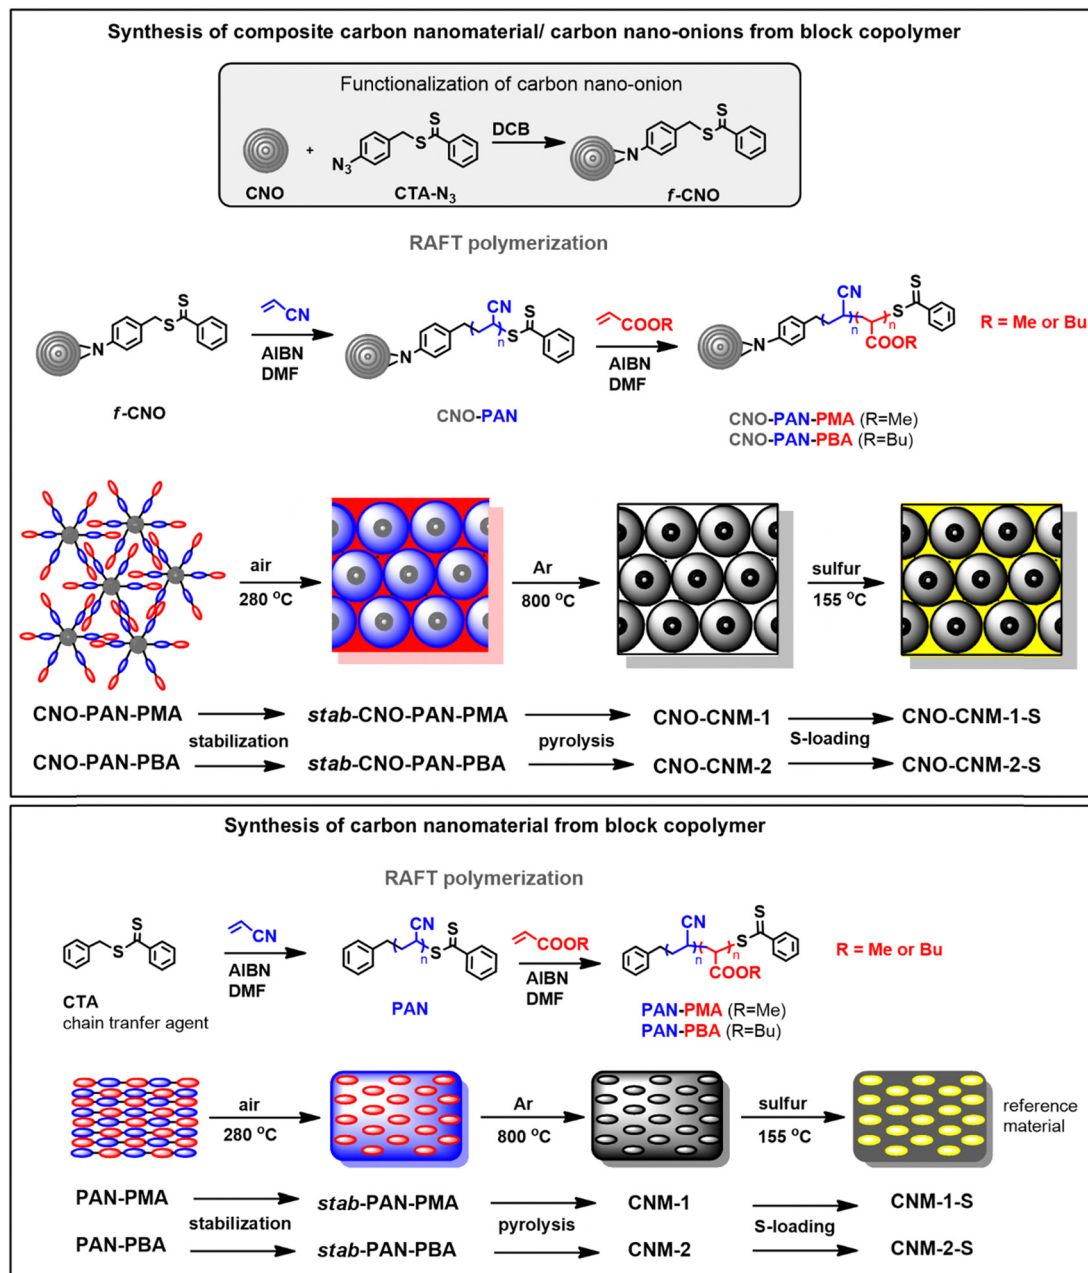 Synthesis of composite carbon nanomaterial/ carbon nano-onions from block copolymer
Functionalization of carbon nano-onion
CNO
+
N3
S
S
CTA-N3
DCB
N
S
S
f-CNO
RAFT polymerization
N
S
S
f-CNO
CN
AIBN
DMF
N
CN
n
S
S
CNO-PAN
COOR
AIBN
DMF
N
CN
n
COOR
n
S
S
CNO-PAN-PMA (R=Me)
CNO-PAN-PBA (R=Bu)
R = Me or Bu
air
280 °C
Ar
800 °C
sulfur
155 °C
CNO-PAN-PMA
stab-CNO-PAN-PMA
CNO-CNM-1
CNO-CNM-1-S
stabilization
pyrolysis
S-loading
CNO-PAN-PBA
stab-CNO-PAN-PBA
CNO-CNM-2
CNO-CNM-2-S
Synthesis of carbon nanomaterial from block copolymer
RAFT polymerization
S
S
CTA
chain tranfer agent
CN
AIBN
DMF
CN
n
S
S
PAN
COOR
AIBN
DMF
CN
n
COOR
n
S
S
PAN-PMA (R=Me)
PAN-PBA (R=Bu)
R = Me or Bu
air
280 °C
Ar
800 °C
sulfur
155 °C
reference
material
PAN-PMA
stab-PAN-PMA
CNM-1
CNM-1-S
stabilization
pyrolysis
S-loading
PAN-PBA
stab-PAN-PBA
CNM-2
CNM-2-S